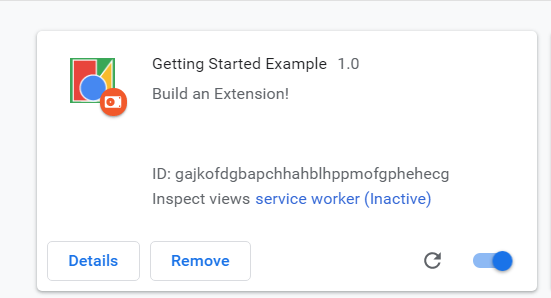 Getting Started Example 1.0
Build an Extension!
ID: gajkofdgbapchhahblhppmofgphehecg
Inspect views service worker (Inactive)
Details Remove